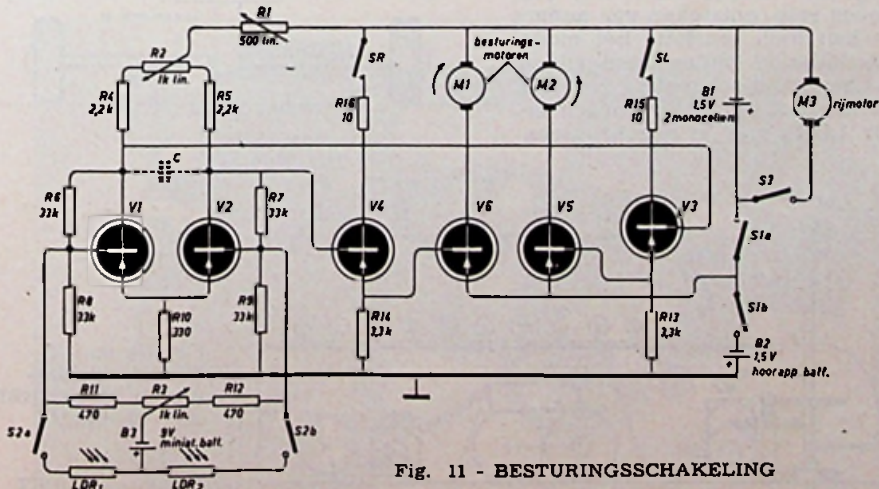 R1
500 lin.
R2
1k lin.
R4
2,2k
R5
2,2k
SR
R16
10
besturings-
motoren
M1
M2
SL
R15
10
B1
1,5V
2 monocellen
M3
rijmotor
S3
C
R6
33k
R7
33k
V1
V2
V4
V6
V5
V3
S1a
S1b
R8
33k
R9
33k
R10
330
R14
3,3k
R13
3,3k
B2
1,5V
hoorapp. batt.
R11
470
R3
1k lin.
R12
470
S2a
B3
9V
miniat. batt.
S2b
LDR₁
LDR₂
Fig. 11 - BESTURINGSSCHAKELING